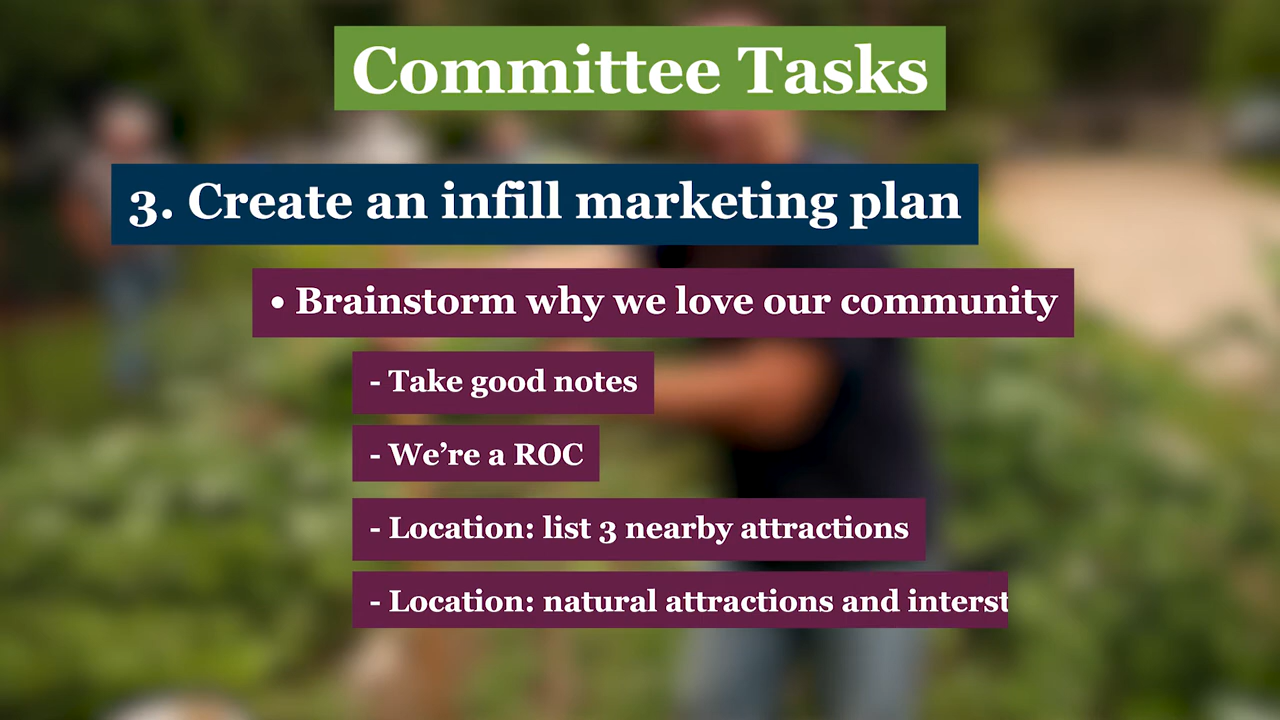 Committee Tasks
3. Create an infill marketing plan
• Brainstorm why we love our community
- Take good notes
- We’re a ROC
- Location: list 3 nearby attractions
- Location: natural attractions and interst